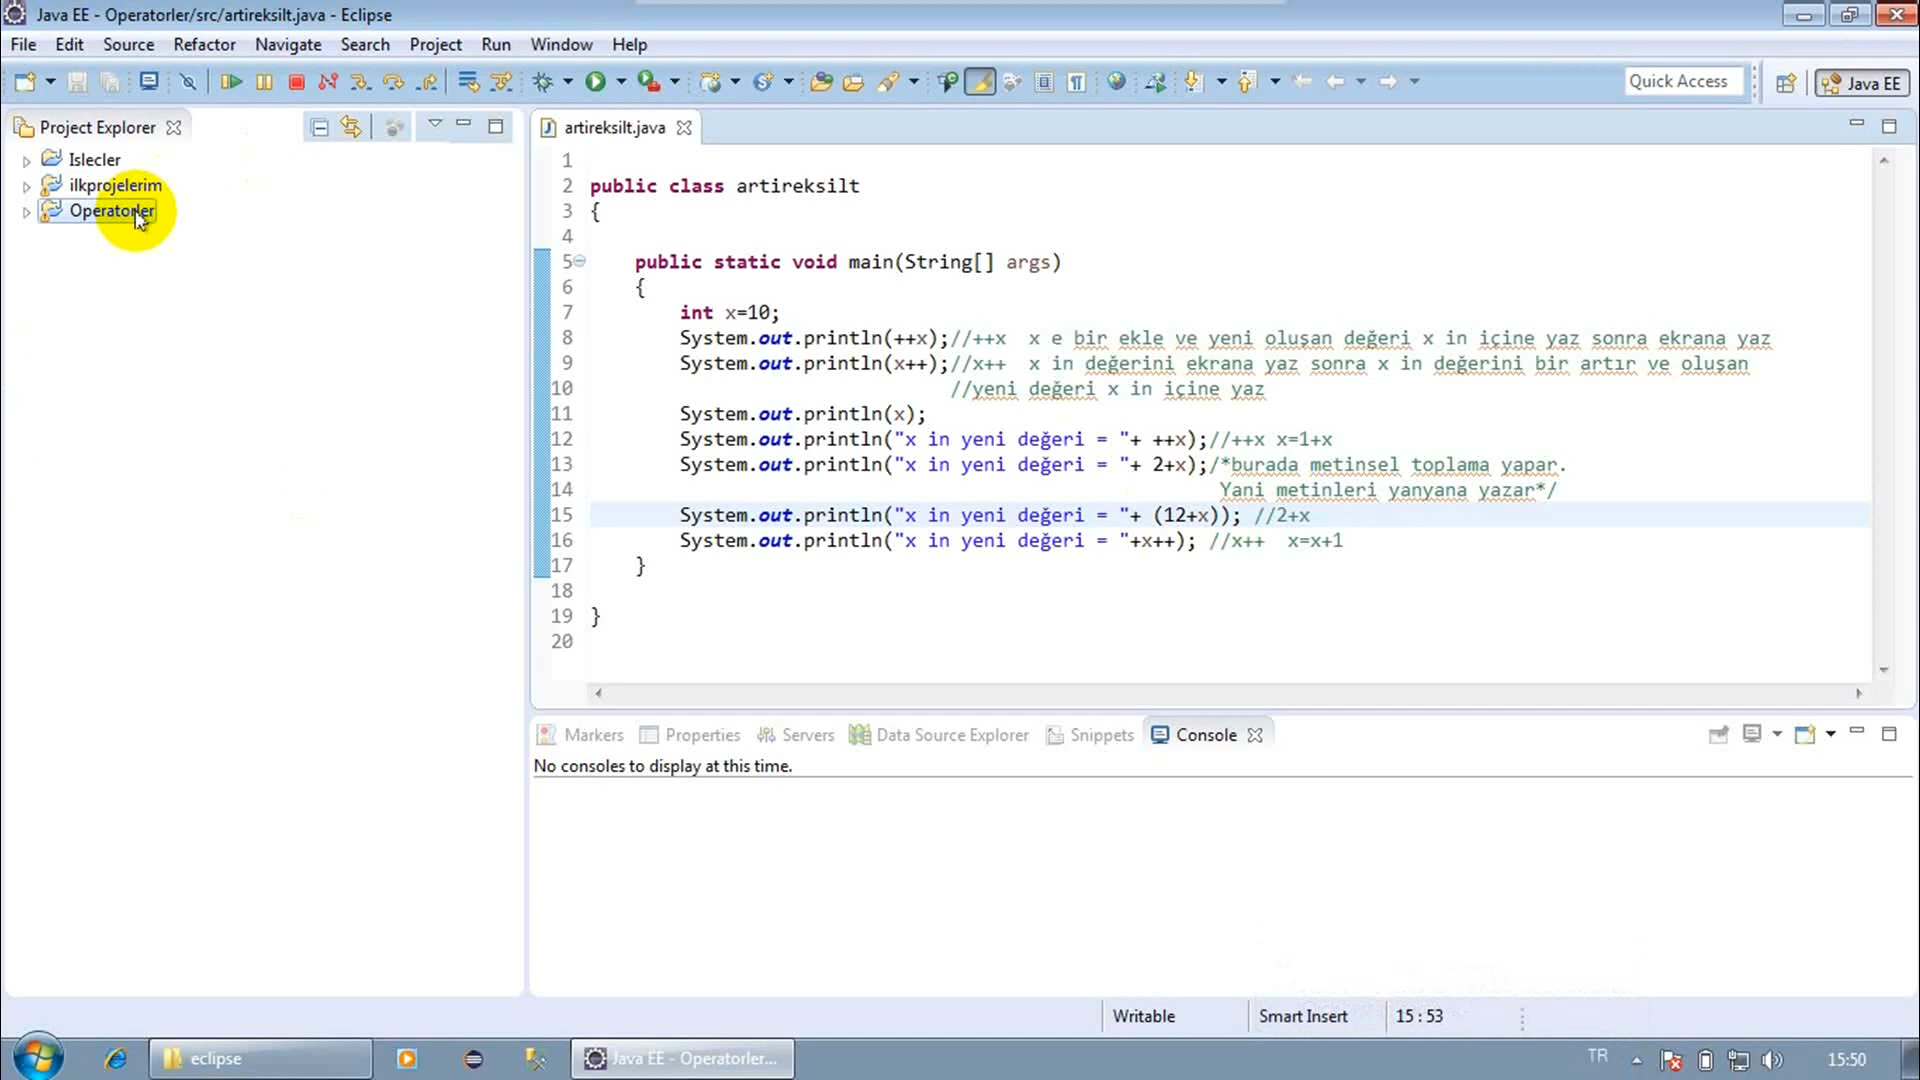 Java EE - Operatorler/src/artireksilt.java - Eclipse
File Edit Source Refactor Navigate Search Project Run Window Help
Quick Access
Java EE
Project Explorer
Islecler
ilkprojelerim
Operatorler
artireksilt.java
1
2 public class artireksilt
3 {
4
5 public static void main(String[] args)
6 {
7 int x=10;
8 System.out.println(++x);//++x  x e bir ekle ve yeni oluşan değeri x in içine yaz sonra ekrana yaz
9 System.out.println(x++);//x++  x in değerini ekrana yaz sonra x in değerini bir artır ve oluşan
10 //yeni değeri x in içine yaz
11 System.out.println(x);
12 System.out.println("x in yeni değeri = "+ ++x);//++x x=1+x
13 System.out.println("x in yeni değeri = "+ 2+x);/*burada metinsel toplama yapar.
14 Yani metinleri yanyana yazar*/
15 System.out.println("x in yeni değeri = "+ (12+x)); //2+x
16 System.out.println("x in yeni değeri = "+x++); //x++  x=x+1
17 }
18
19 }
20
Markers Properties Servers Data Source Explorer Snippets Console
No consoles to display at this time.
Writable Smart Insert 15 : 53
eclipse Java EE - Operatorler... TR 15:50